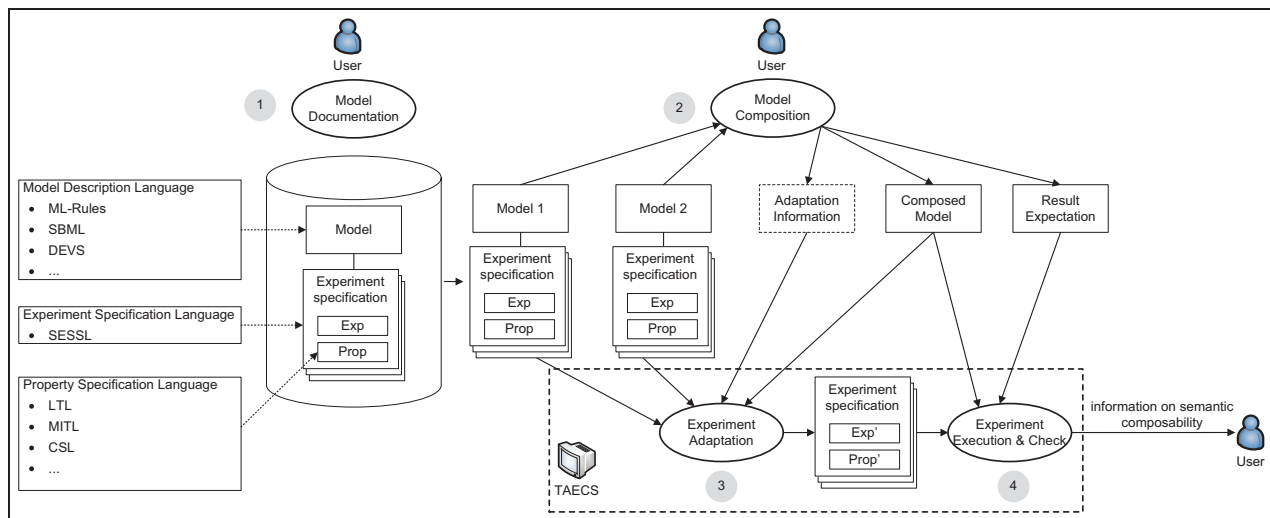 User
User
1
Model
Documentation
2
Model
Composition
Model Description Language
• ML-Rules
• SBML
• DEVS
• ...
Experiment Specification Language
• SESSL
Property Specification Language
• LTL
• MITL
• CSL
• ...
Model
Experiment
specification
Exp
Prop
Model 1
Experiment
specification
Exp
Prop
Model 2
Experiment
specification
Exp
Prop
Adaptation
Information
Composed
Model
Result
Expectation
TAECS
Experiment
Adaptation
3
Experiment
specification
Exp'
Prop'
Experiment
Execution & Check
4
information on semantic
composability
User